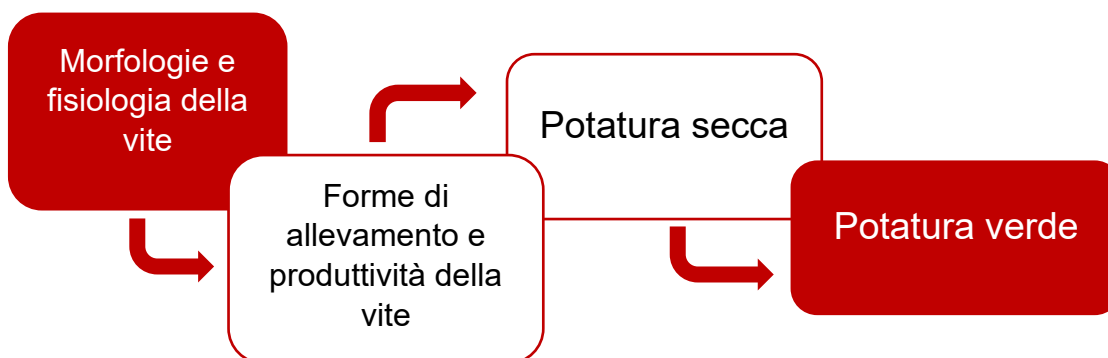 Morfologie e
fisiologia della
vite
Forme di
allevamento e
produttività della
vite
Potatura secca
Potatura verde